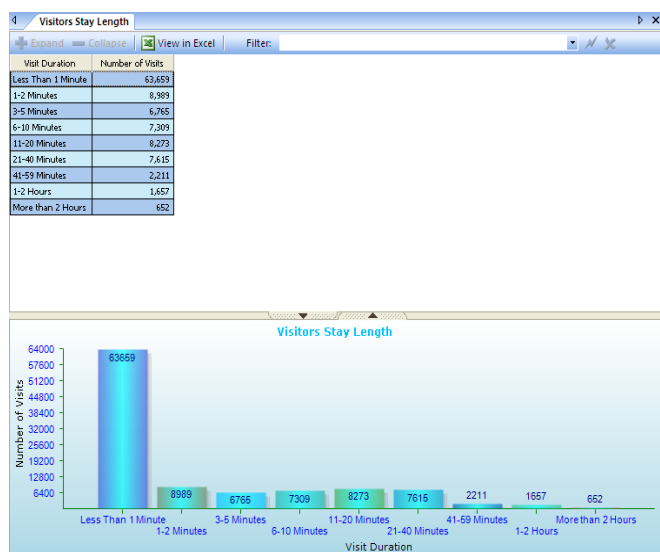 Visitors Stay Length
Expand Collapse View in Excel Filter:
Visit Duration Number of Visits
Less Than 1 Minute 63,659
1-2 Minutes 8,989
3-5 Minutes 6,765
6-10 Minutes 7,309
11-20 Minutes 8,273
21-40 Minutes 7,615
41-59 Minutes 2,211
1-2 Hours 1,657
More than 2 Hours 652
Visitors Stay Length
Number of Visits
64000
57600
51200
44800
38400
32000
25600
19200
12800
6400
63659
8989
6765
7309
8273
7615
2211
1657
652
Less Than 1 Minute
1-2 Minutes
3-5 Minutes
6-10 Minutes
11-20 Minutes
21-40 Minutes
41-59 Minutes
1-2 Hours
More than 2 Hours
Visit Duration